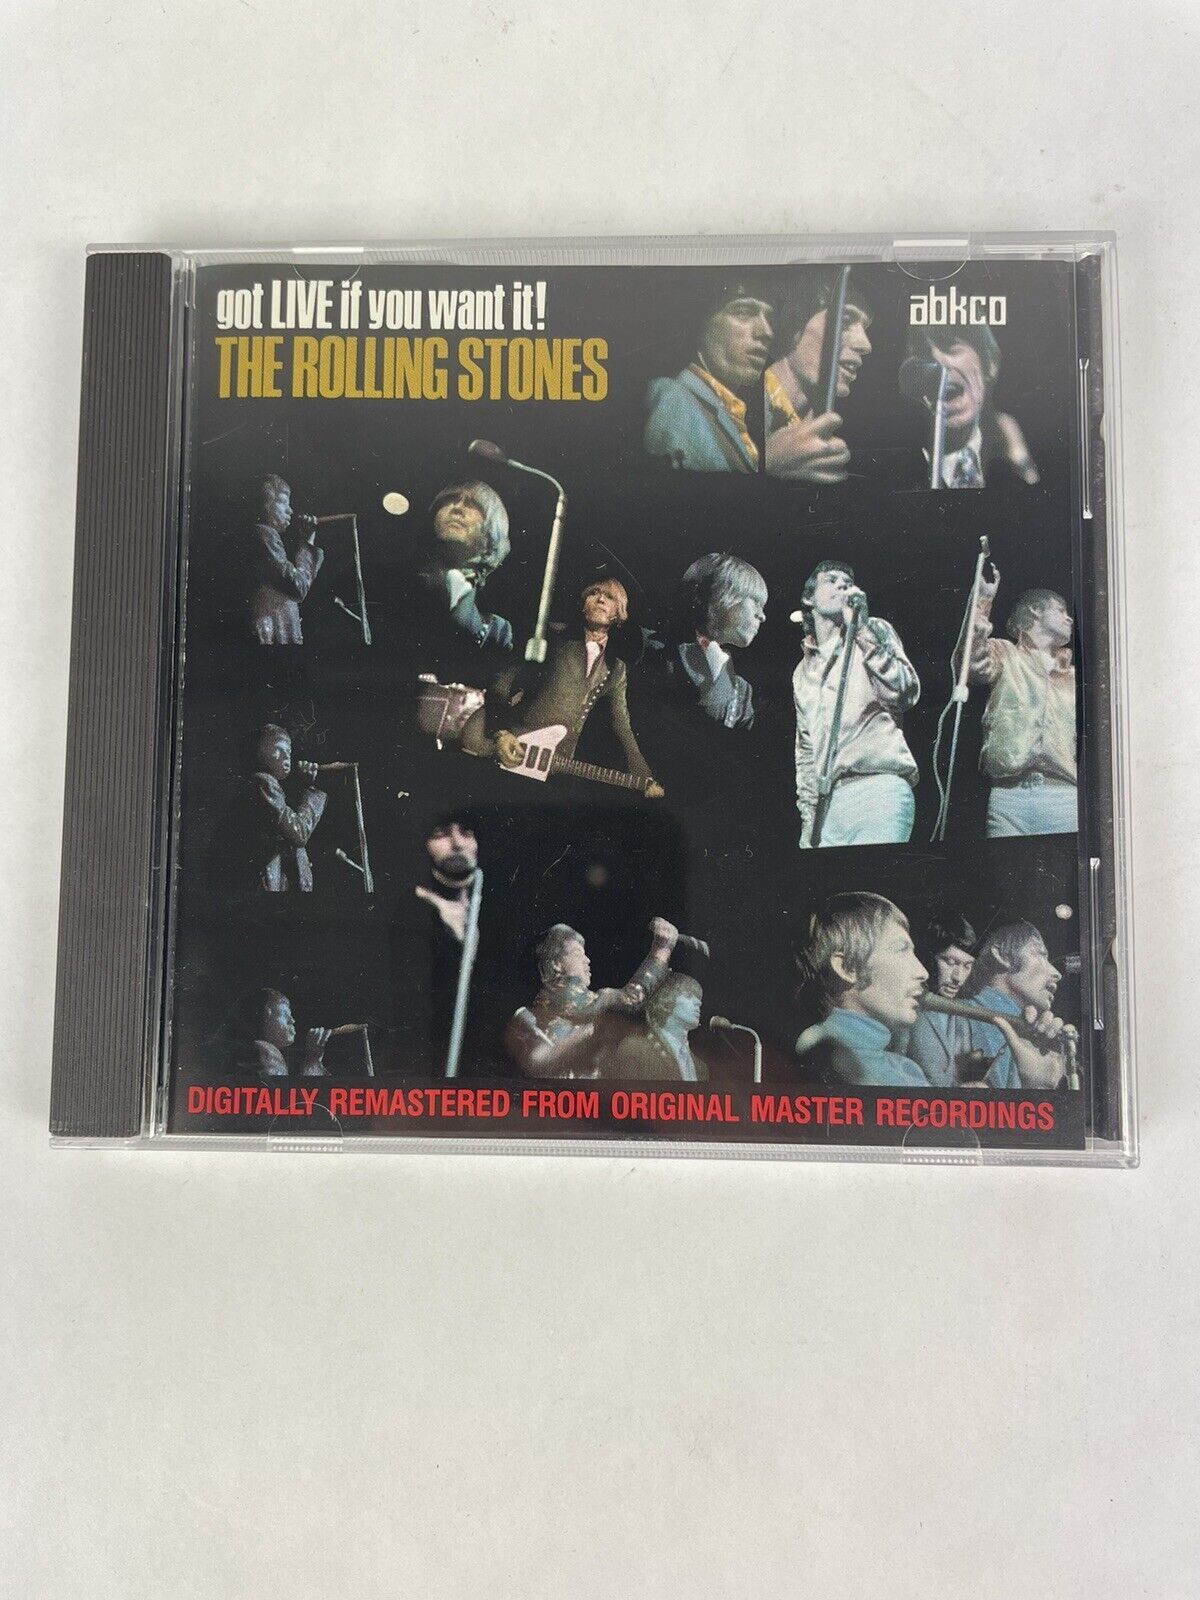 got LIVE if you want it!
THE ROLLING STONES
abkco
DIGITALLY REMASTERED FROM ORIGINAL MASTER RECORDINGS